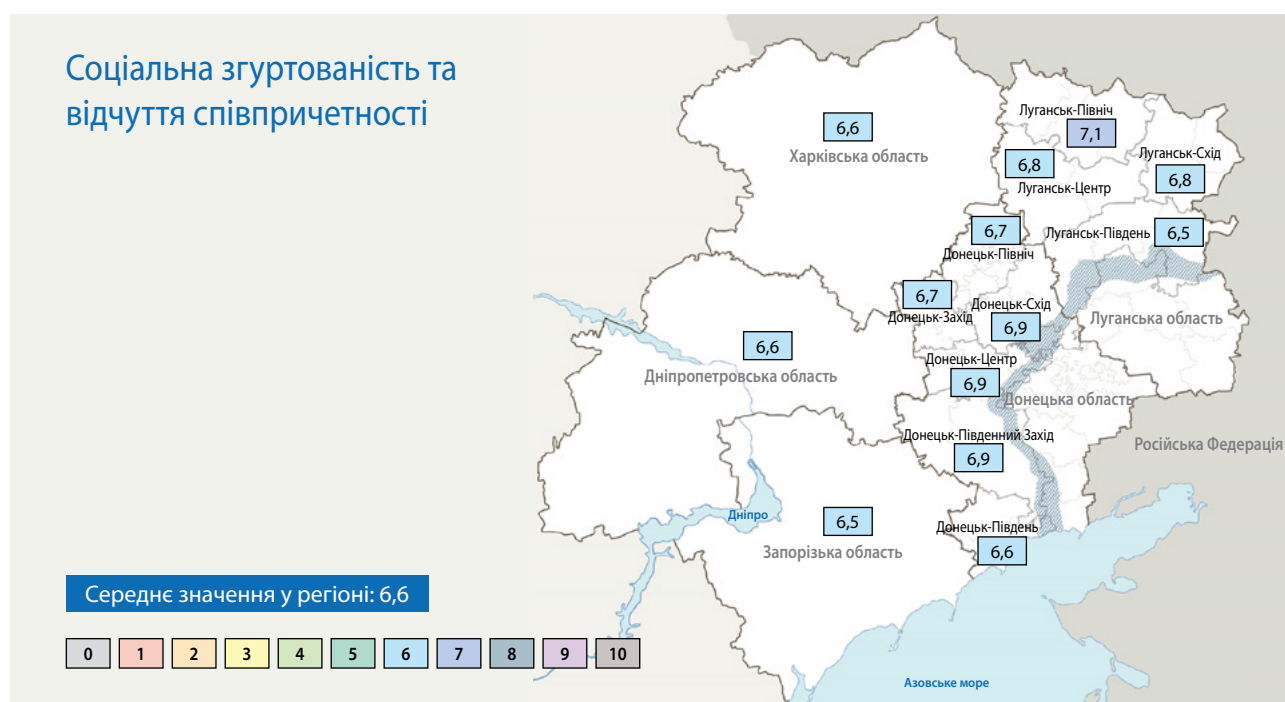 Соціальна згуртованість та
відчуття співпричетності
6,6
Харківська область
Луганськ-Північ
7,1
6,8
Луганськ-Центр
Луганськ-Схід
6,8
6,7
Донецьк-Північ
Луганськ-Південь
6,5
6,7
Донецьк-Захід
Донецьк-Схід
6,9
Луганська область
6,6
Дніпропетровська область
Донецьк-Центр
6,9
Донецька область
Донецьк-Південний Захід
6,9
Російська Федерація
Дніпро
6,5
Запорізька область
Донецьк-Південь
6,6
Середнє значення у регіоні: 6,6
0 1 2 3 4 5 6 7 8 9 10
Азовське море